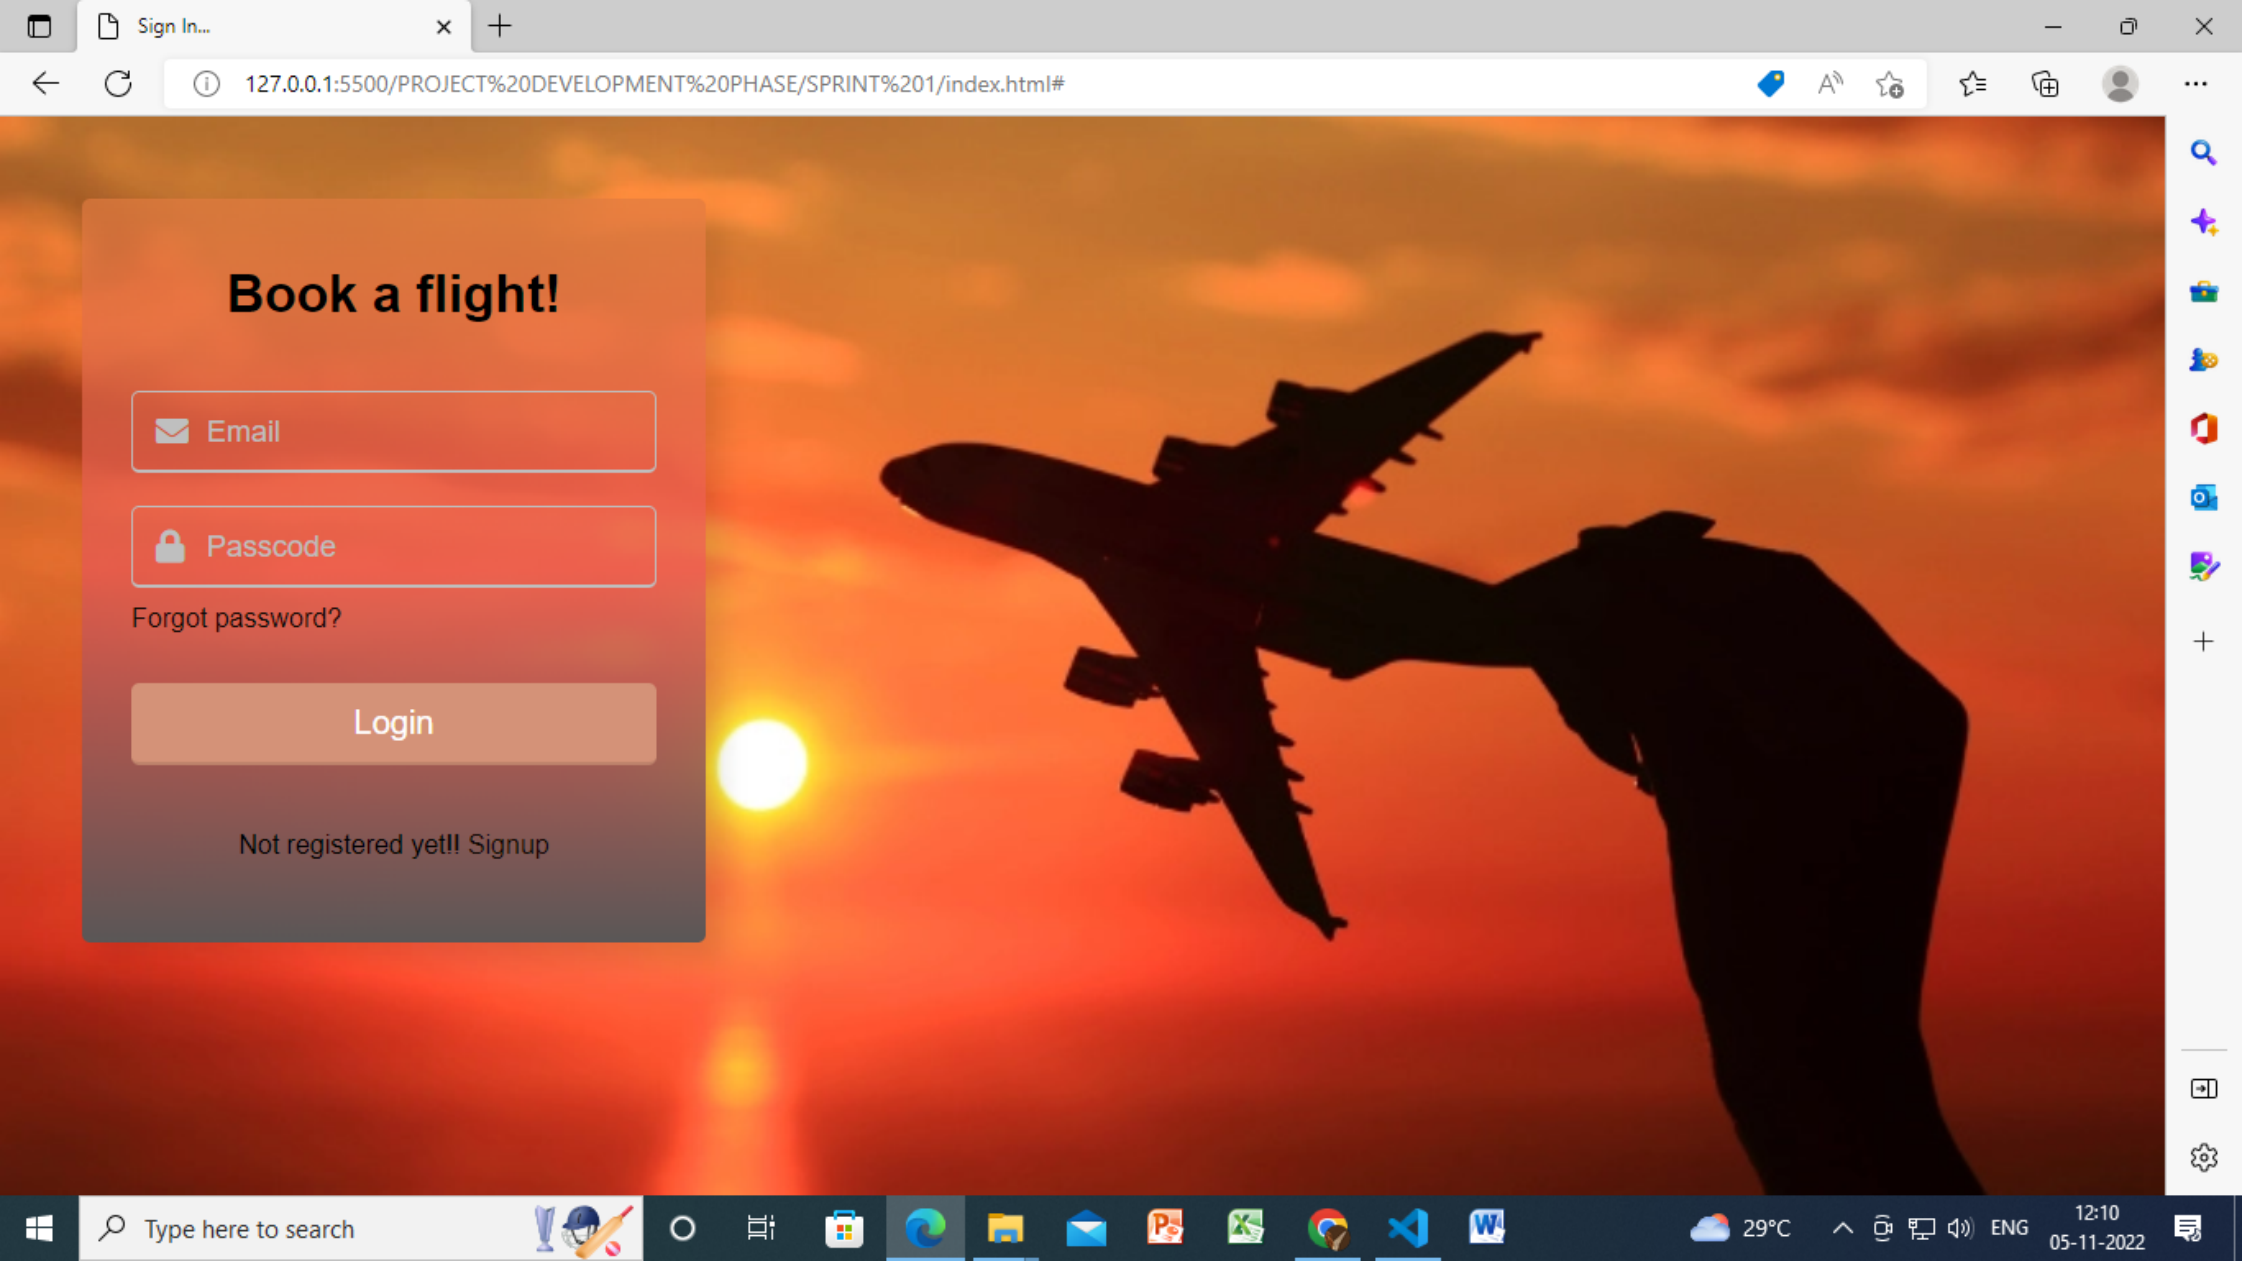 Sign In...
127.0.0.1:5500/PROJECT%20DEVELOPMENT%20PHASE/SPRINT%201/index.html#
Book a flight!
Email
Passcode
Forgot password?
Login
Not registered yet!! Signup
Type here to search
29°C
ENG
12:10
05-11-2022